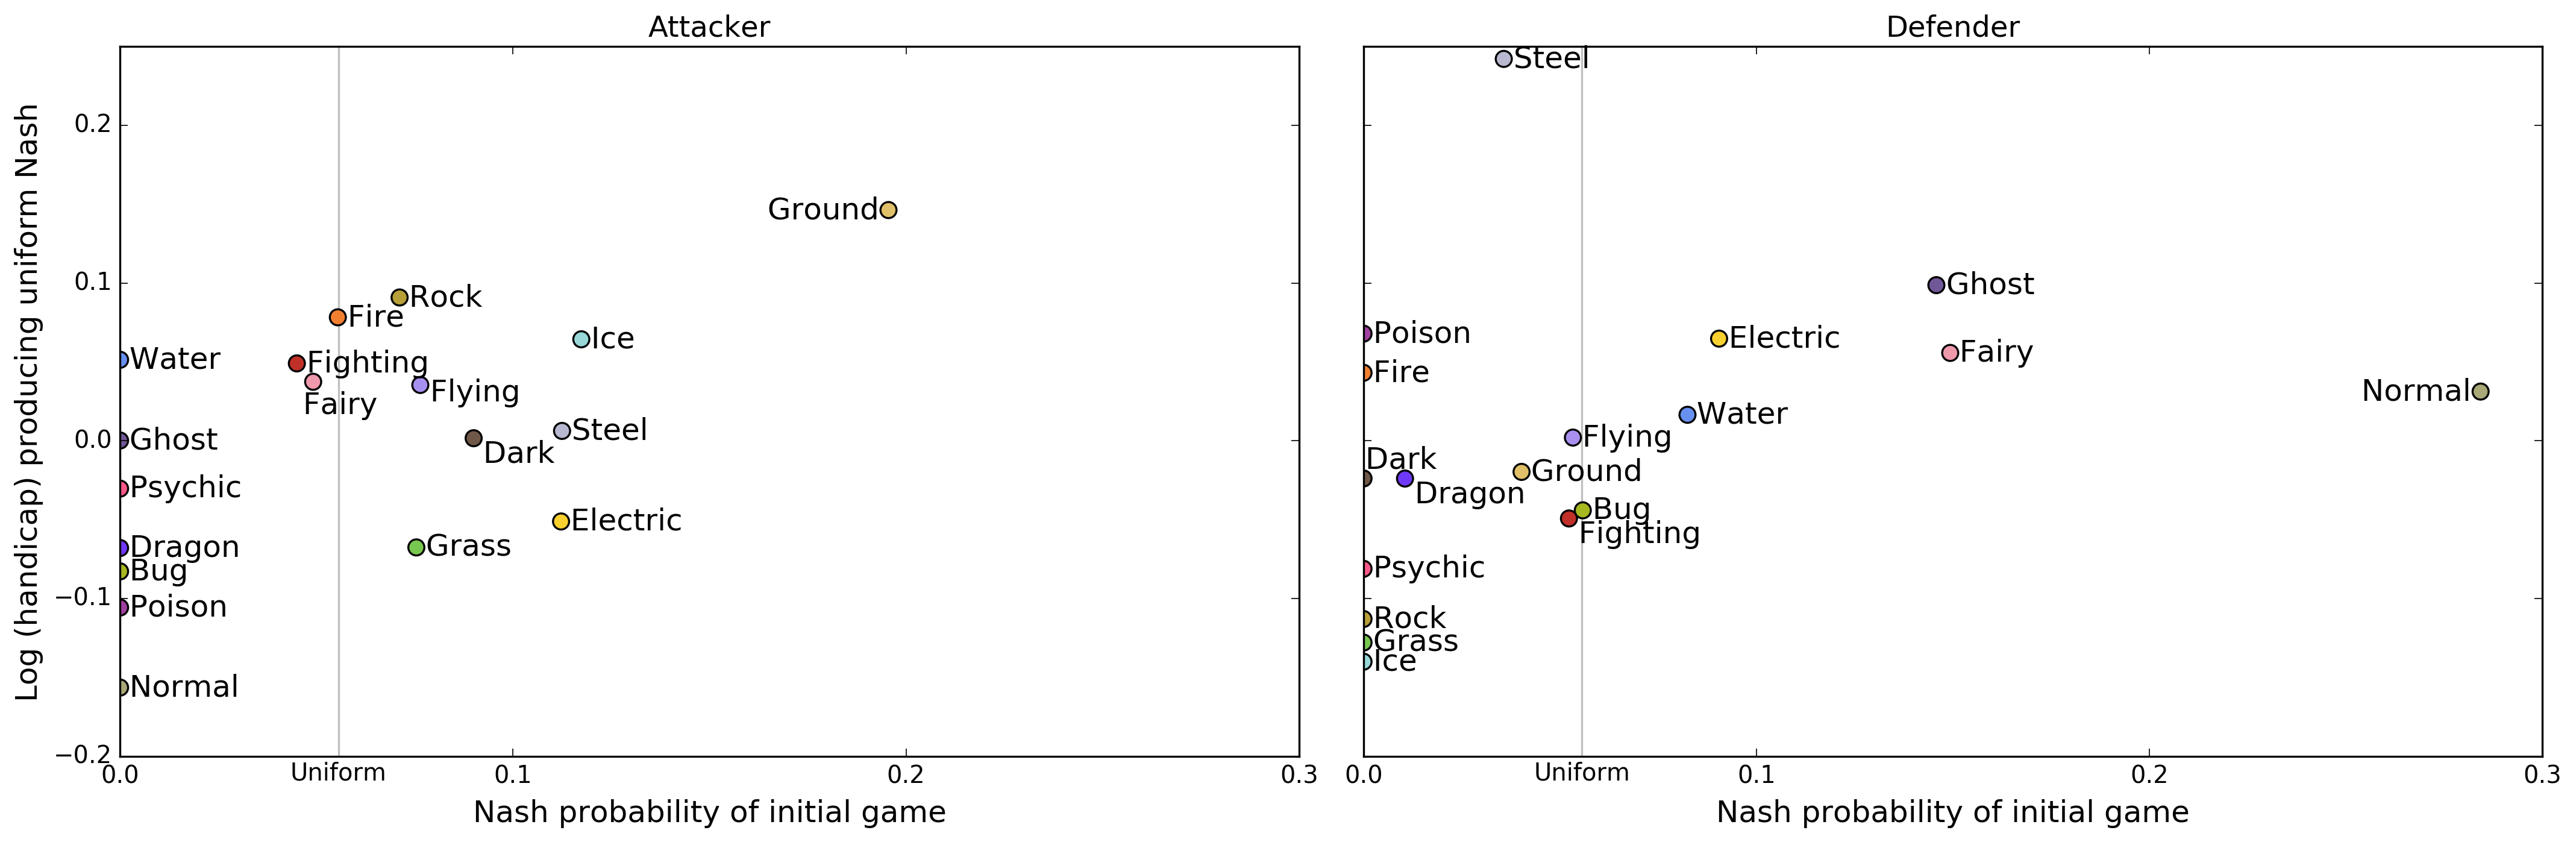 Attacker
Log (handicap) producing uniform Nash
0.2
0.1
0.0
−0.1
−0.2
Ground
Rock
Fire
Ice
Water
Fighting
Flying
Fairy
Steel
Ghost
Dark
Psychic
Electric
Dragon
Grass
Bug
Poison
Normal
0.0
Uniform
0.1
0.2
0.3
Nash probability of initial game
Defender
Steel
Ghost
Poison
Electric
Fairy
Fire
Normal
Water
Flying
Dark
Ground
Dragon
Bug
Fighting
Psychic
Rock
Grass
Ice
0.0
Uniform
0.1
0.2
0.3
Nash probability of initial game